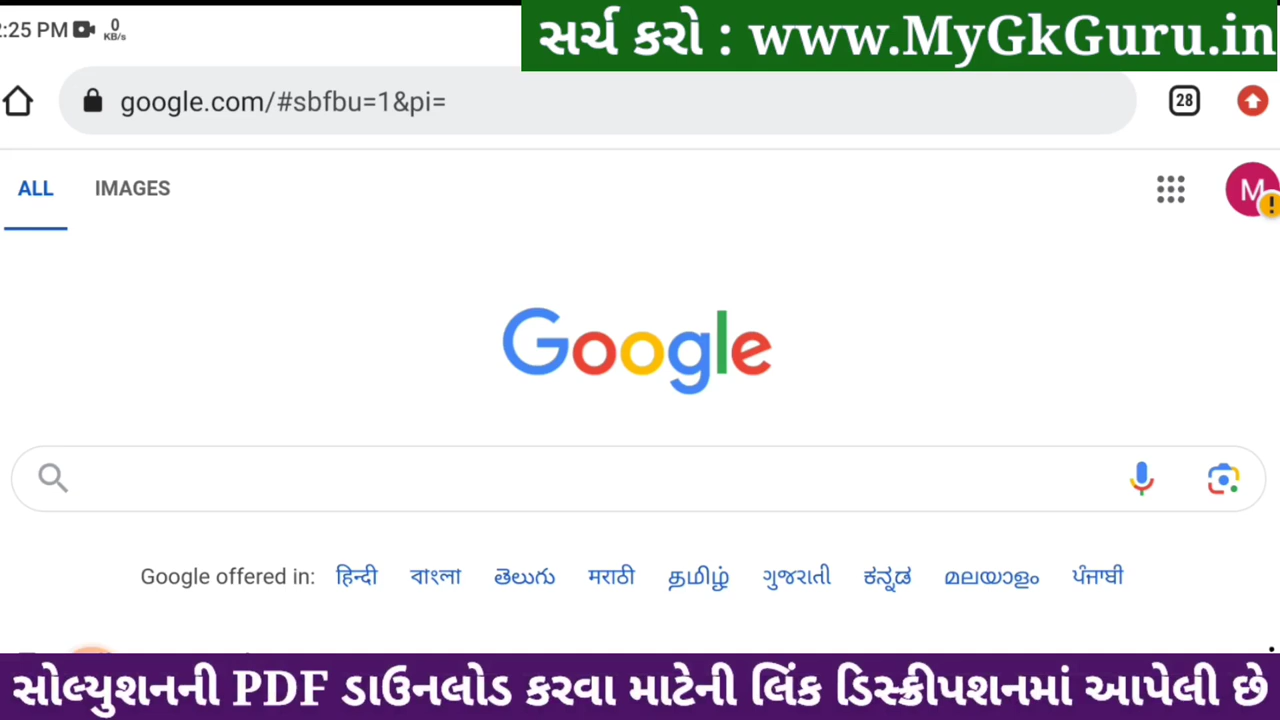 :25 PM 0 KB/s
સર્ચ કરો : www.MyGkGuru.in
google.com/#sbfbu=1&pi=
28
ALL IMAGES
M
Google
Google offered in: हिन्दी বাংলা తెలుగు मराठी தமிழ் ગુજરાતી ಕನ್ನಡ മലയാളം ਪੰਜਾਬੀ
સોલ્યુશનની PDF ડાઉનલોડ કરવા માટેની લિંક ડિસ્ક્રીપશનમાં આપેલી છે